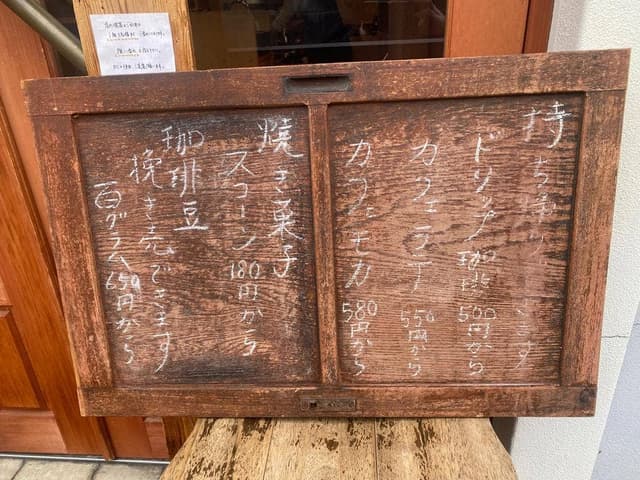 持ち帰り できます
ドリップ珈琲 500円から
カフェラテ 550円から
カフェモカ 580円から
焼き菓子
スコーン 180円から
珈琲豆
挽き売できます
百グラム 650円から